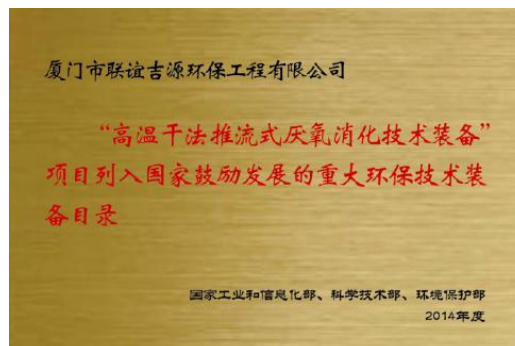 厦门市联谊吉源环保工程有限公司
“高温干法推流式厌氧消化技术装备”
项目列入国家鼓励发展的重大环保技术装
备目录
国家工业和信息化部、科学技术部、环境保护部
2014年度